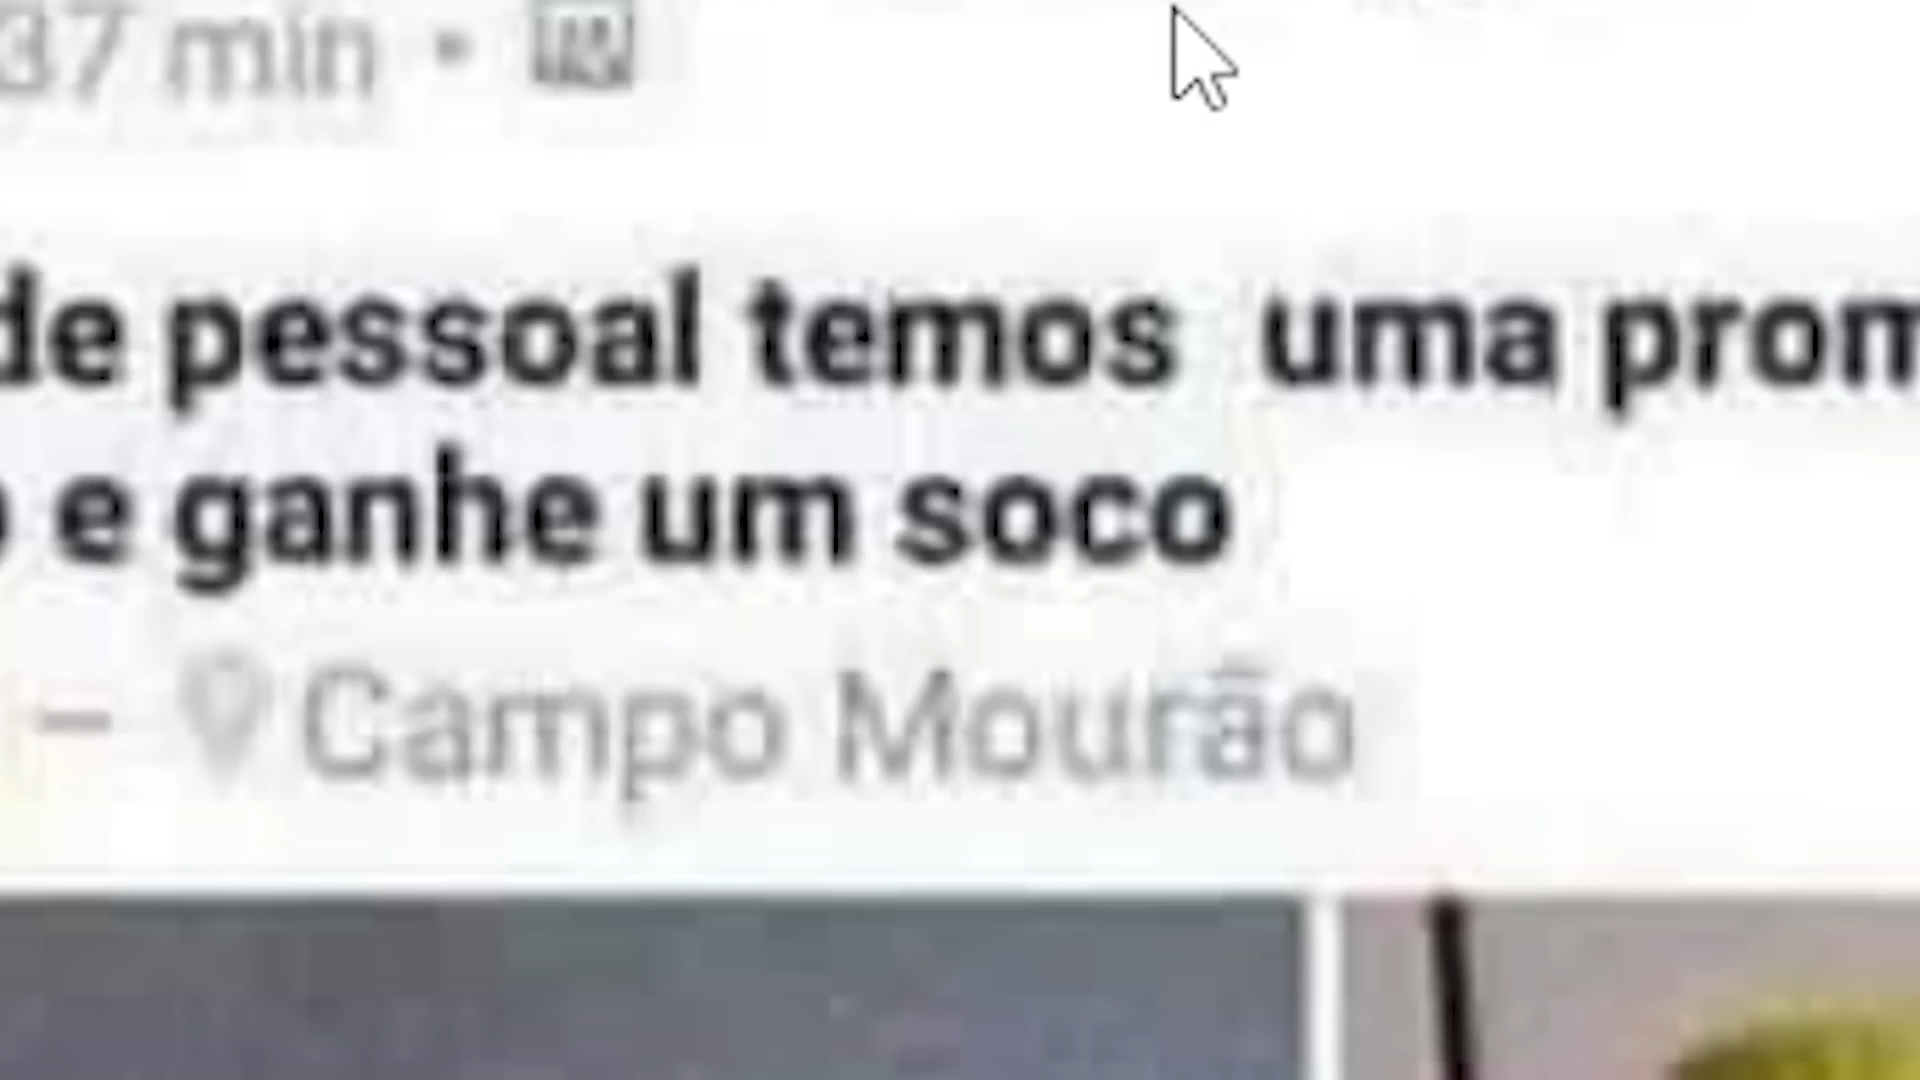 37 min •
de pessoal temos uma prom
o e ganhe um soco
– Campo Mourão